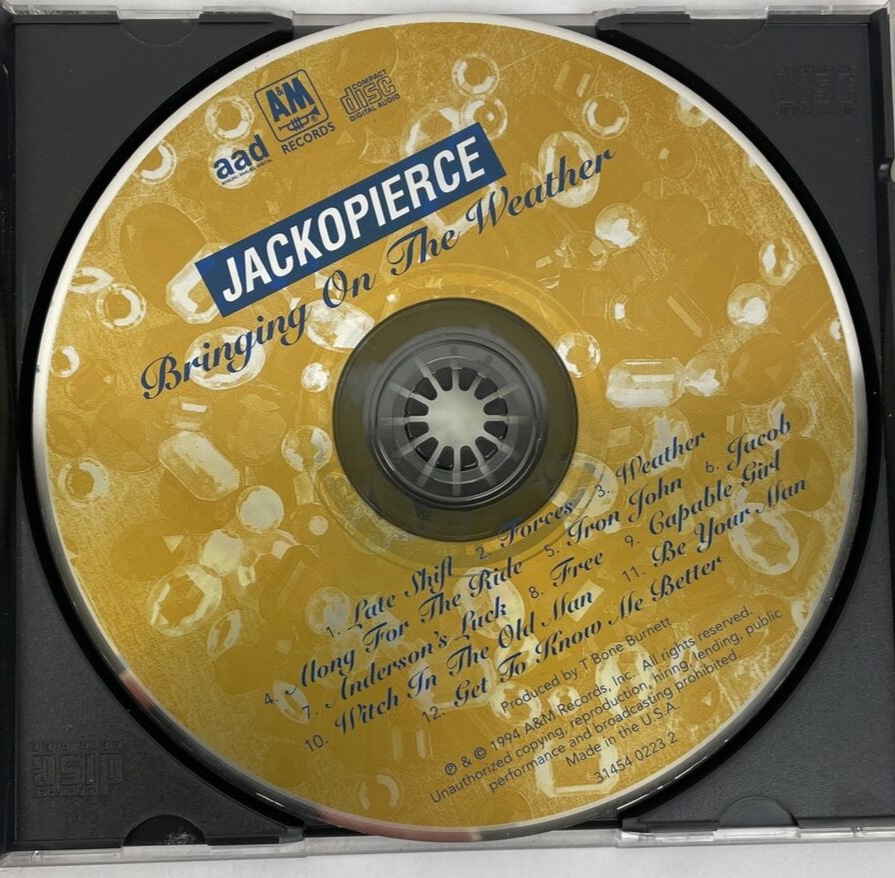 A&M
RECORDS
COMPACT
disc
DIGITAL AUDIO
aad
JACKOPIERCE
Bringing On The Weather
1. Late Shift 2. Forces 3. Weather
4. Along For The Ride 5. Iron John 6. Jacob
7. Anderson's Luck 8. Free 9. Capable Girl
10. Witch In The Old Man 11. Be Your Man
12. Get To Know Me Better
Produced by T Bone Burnett
℗ & © 1994 A&M Records, Inc. All rights reserved.
Unauthorized copying, reproduction, hiring, lending, public
performance and broadcasting prohibited.
Made in the U.S.A.
31454 0223 2